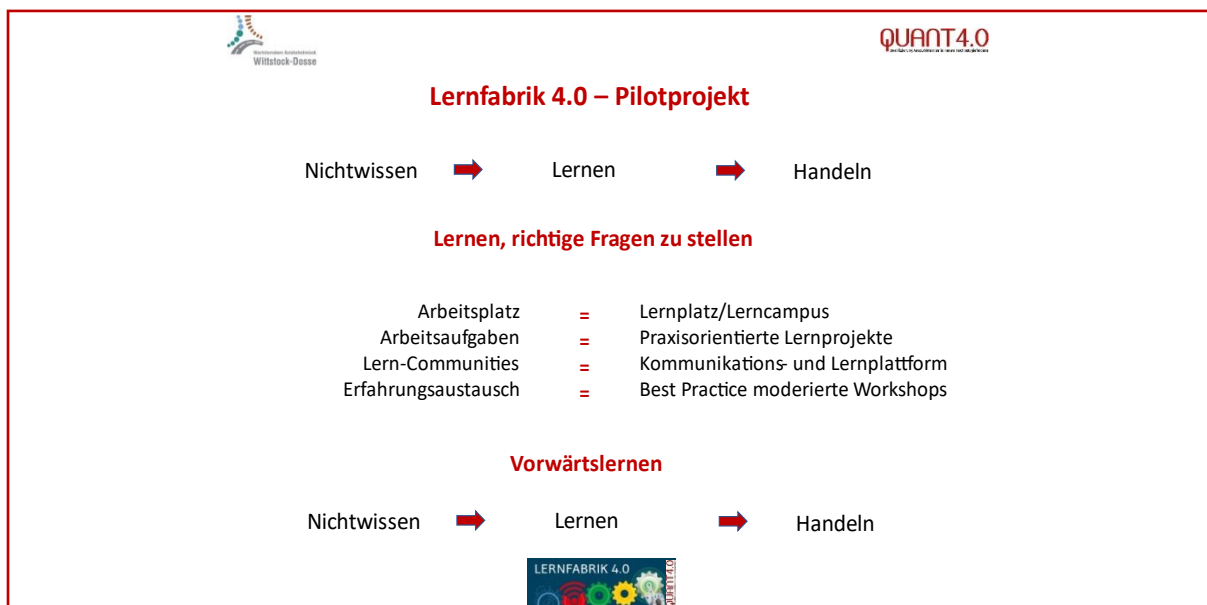 Wittstock-Dosse
QUANT4.0
Lernfabrik 4.0 – Pilotprojekt
Nichtwissen Lernen Handeln
Lernen, richtige Fragen zu stellen
Arbeitsplatz = Lernplatz/Lerncampus
Arbeitsaufgaben = Praxisorientierte Lernprojekte
Lern-Communities = Kommunikations- und Lernplattform
Erfahrungsaustausch = Best Practice moderierte Workshops
Vorwärtslernen
Nichtwissen Lernen Handeln
LERNFABRIK 4.0
QUANT4.0